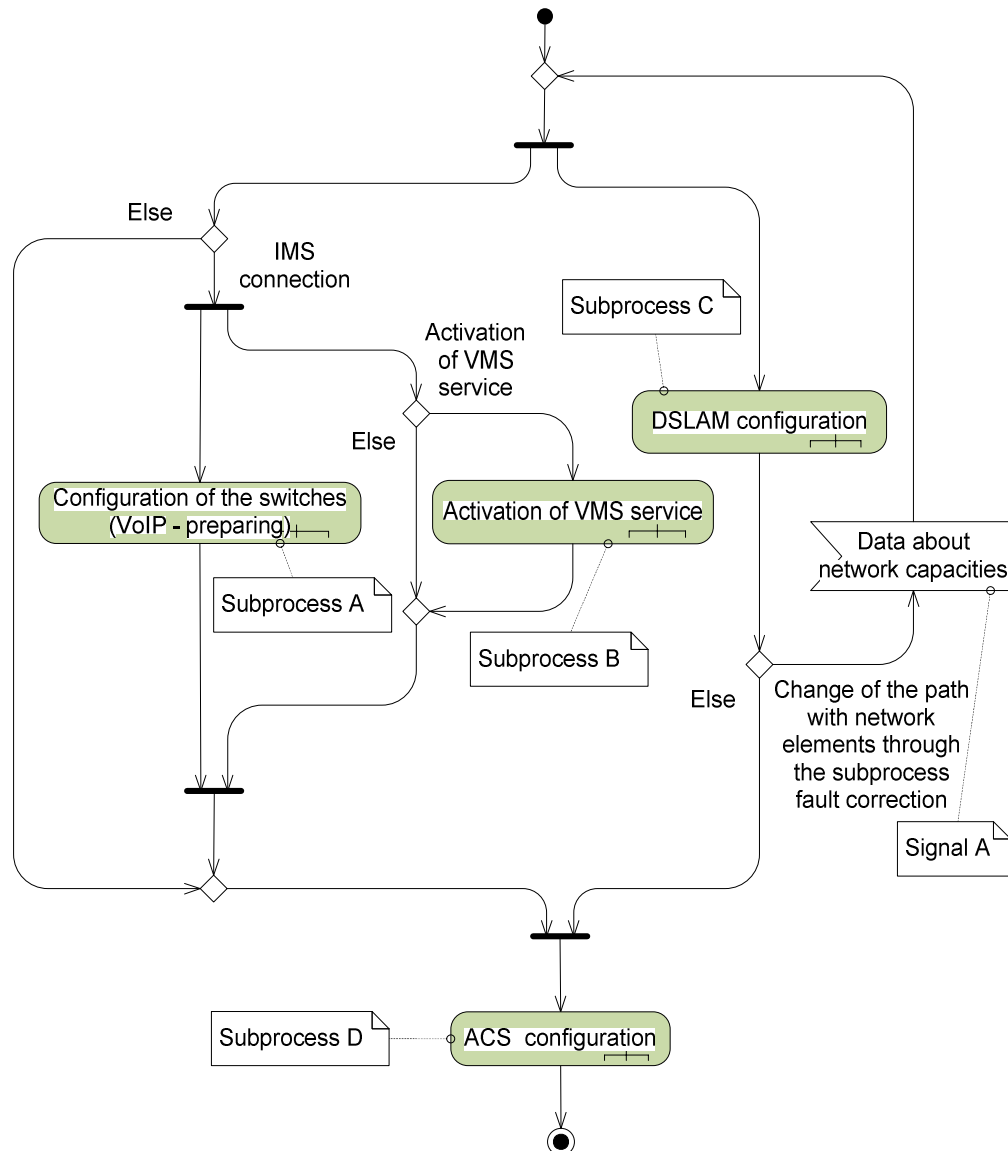 Else
IMS
connection
Subprocess C
Activation
of VMS
service
Else
DSLAM configuration
Configuration of the switches
(VoIP - preparing)
Activation of VMS service
Data about
network capacities
Subprocess A
Subprocess B
Else
Change of the path
with network
elements through
the subprocess
fault correction
Signal A
Subprocess D
ACS configuration